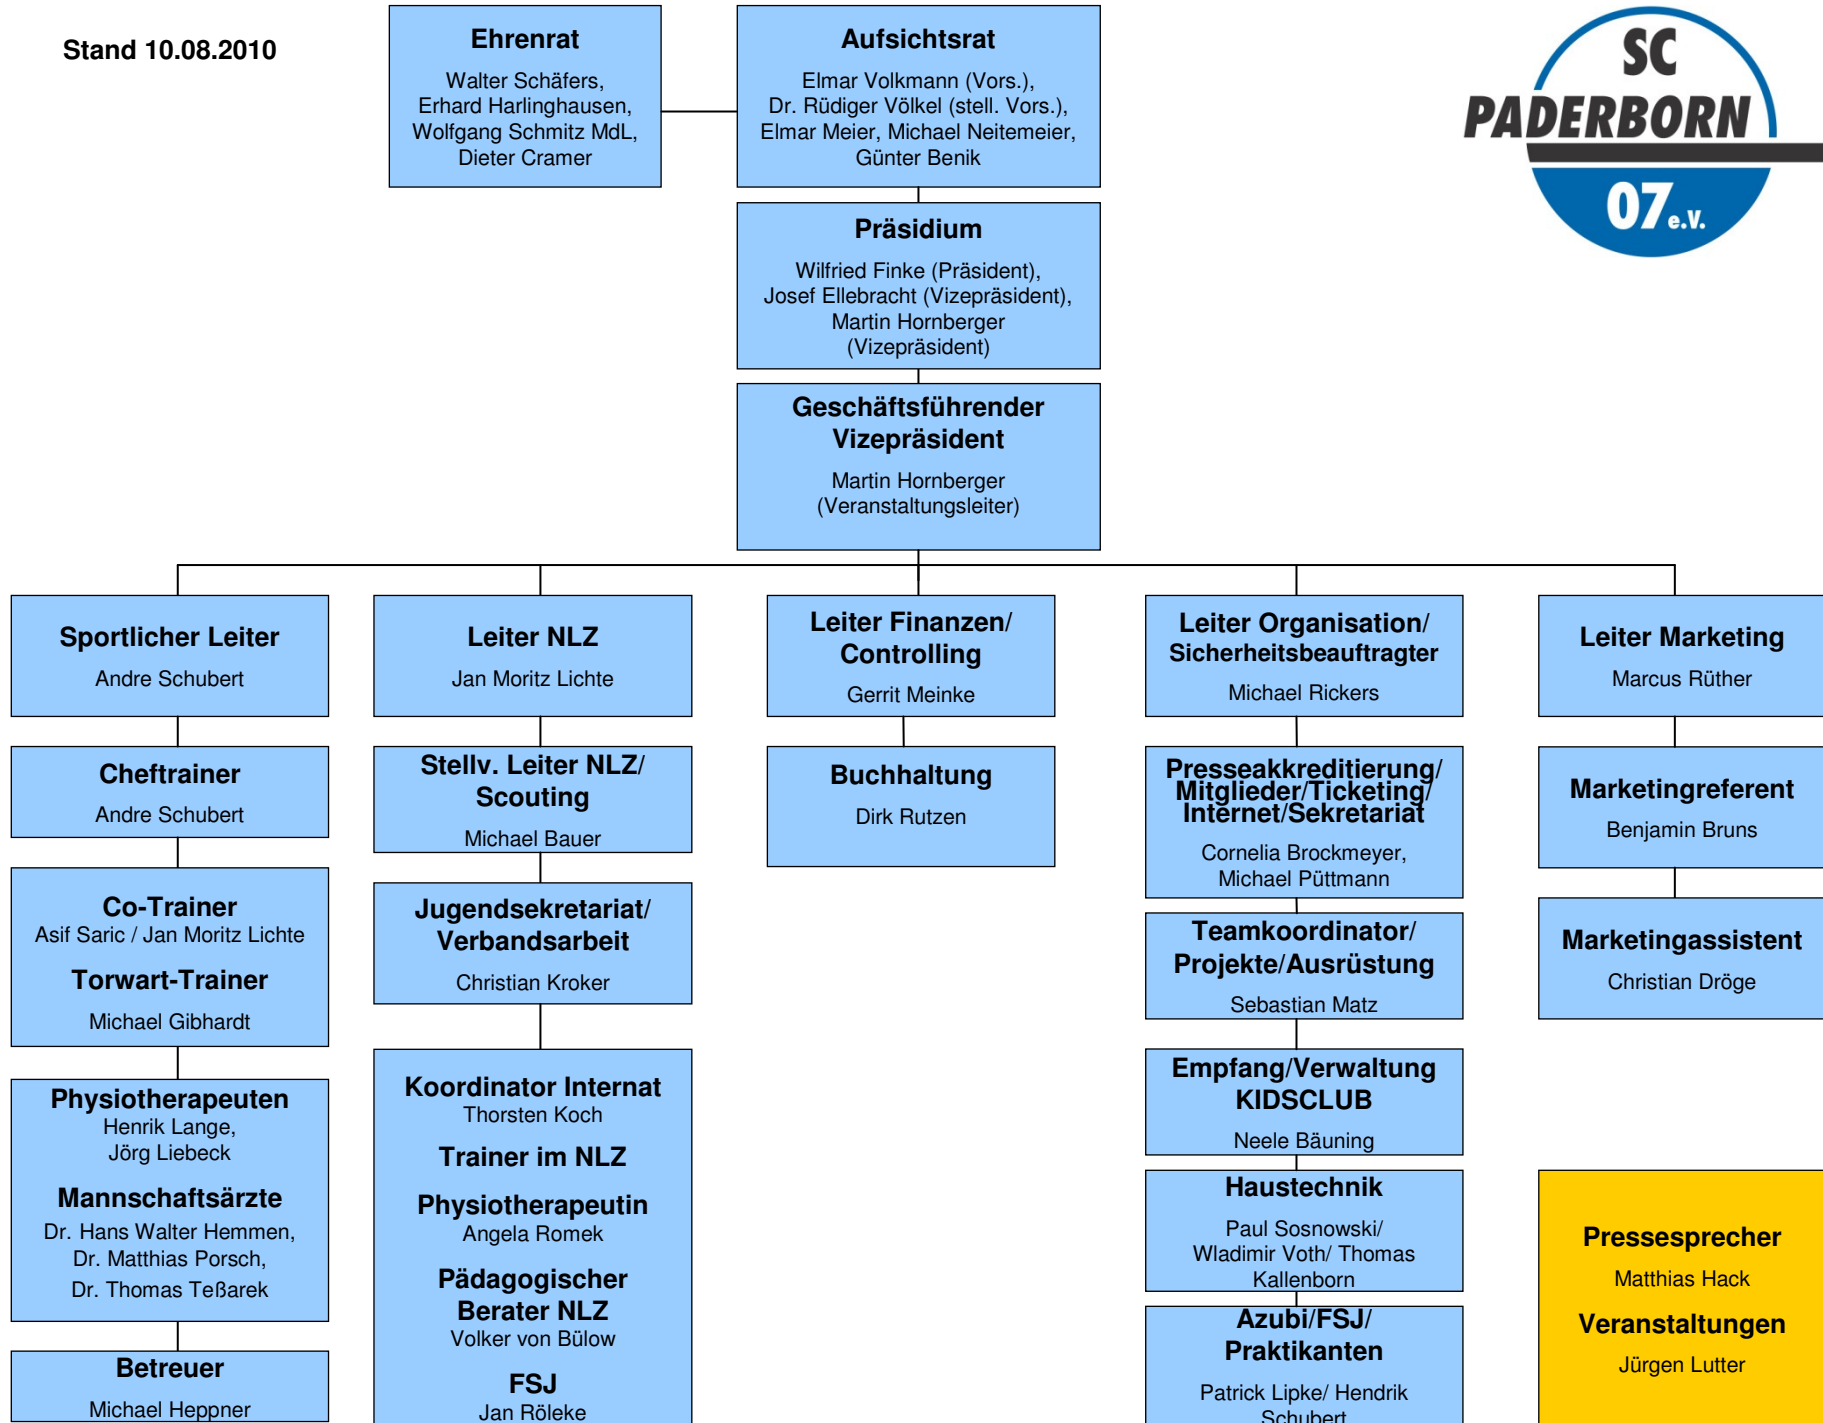 Stand 10.08.2010
Ehrenrat
Walter Schäfers,
Erhard Harlinghausen,
Wolfgang Schmitz MdL,
Dieter Cramer
Aufsichtsrat
Elmar Volkmann (Vors.),
Dr. Rüdiger Völkel (stell. Vors.),
Elmar Meier, Michael Neitemeier,
Günter Benik
SC
PADERBORN
07 e.V.
Präsidium
Wilfried Finke (Präsident),
Josef Ellebracht (Vizepräsident),
Martin Hornberger
(Vizepräsident)
Geschäftsführender
Vizepräsident
Martin Hornberger
(Veranstaltungsleiter)
Sportlicher Leiter
Andre Schubert
Cheftrainer
Andre Schubert
Co-Trainer
Asif Saric / Jan Moritz Lichte
Torwart-Trainer
Michael Gibhardt
Physiotherapeuten
Henrik Lange,
Jörg Liebeck
Mannschaftsärzte
Dr. Hans Walter Hemmen,
Dr. Matthias Porsch,
Dr. Thomas Teßarek
Betreuer
Michael Heppner
Leiter NLZ
Jan Moritz Lichte
Stellv. Leiter NLZ/
Scouting
Michael Bauer
Jugendsekretariat/
Verbandsarbeit
Christian Kroker
Koordinator Internat
Thorsten Koch
Trainer im NLZ
Physiotherapeutin
Angela Romek
Pädagogischer
Berater NLZ
Volker von Bülow
FSJ
Jan Röleke
Leiter Finanzen/
Controlling
Gerrit Meinke
Buchhaltung
Dirk Rutzen
Leiter Organisation/
Sicherheitsbeauftragter
Michael Rickers
Presseakkreditierung/
Mitglieder/Ticketing/
Internet/Sekretariat
Cornelia Brockmeyer,
Michael Püttmann
Teamkoordinator/
Projekte/Ausrüstung
Sebastian Matz
Empfang/Verwaltung
KIDSCLUB
Neele Bäuning
Haustechnik
Paul Sosnowski/
Wladimir Voth/ Thomas
Kallenborn
Azubi/FSJ/
Praktikanten
Patrick Lipke/ Hendrik
Schubert
Leiter Marketing
Marcus Rüther
Marketingreferent
Benjamin Bruns
Marketingassistent
Christian Dröge
Pressesprecher
Matthias Hack
Veranstaltungen
Jürgen Lutter